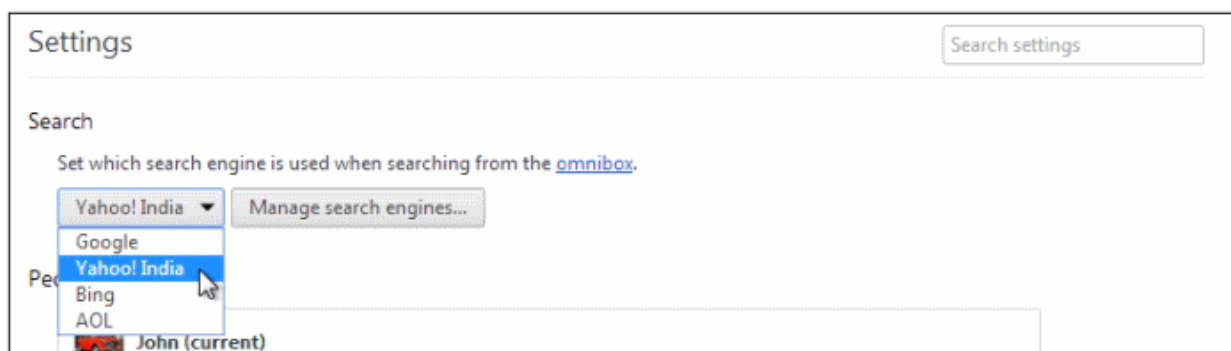 Settings
Search settings
Search
Set which search engine is used when searching from the omnibox.
Yahoo! India
Manage search engines...
Google
Yahoo! India
Bing
AOL
John (current)